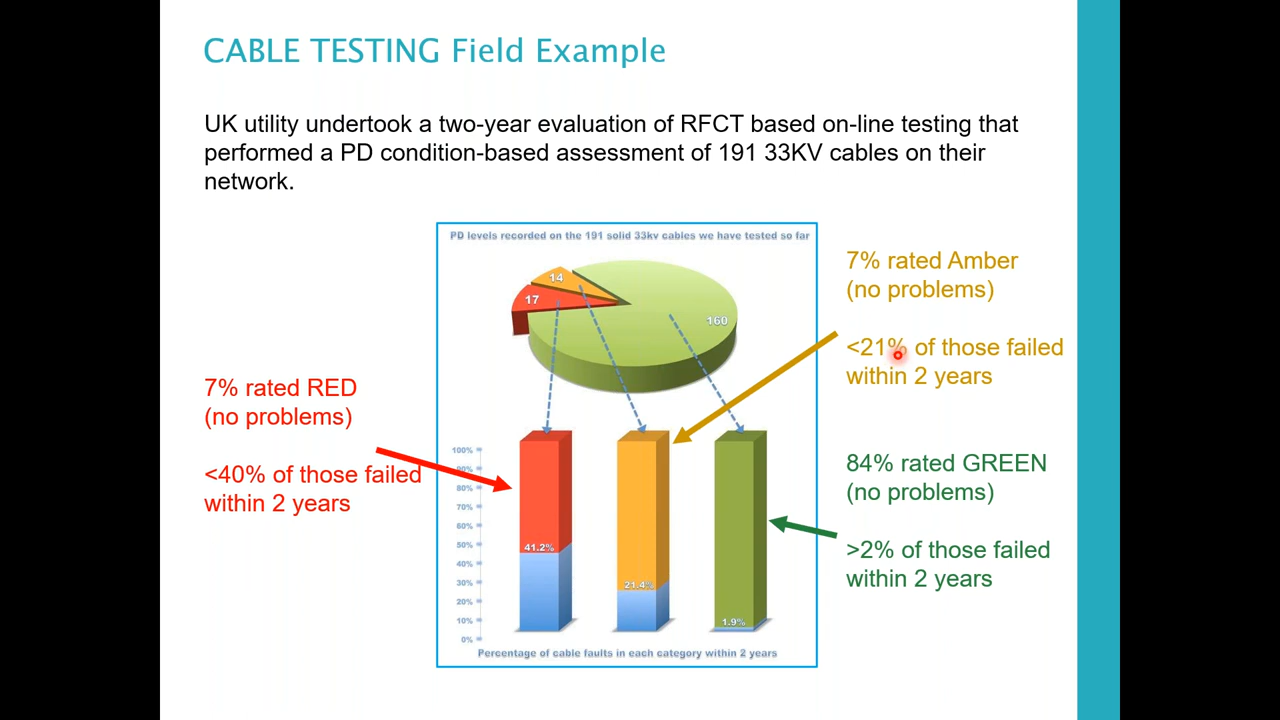 CABLE TESTING Field Example
UK utility undertook a two-year evaluation of RFCT based on-line testing that
performed a PD condition-based assessment of 191 33KV cables on their
network.
PD levels recorded on the 191 solid 33kv cables we have tested so far
14
17
160
7% rated Amber
(no problems)
<21% of those failed
within 2 years
7% rated RED
(no problems)
<40% of those failed
within 2 years
84% rated GREEN
(no problems)
>2% of those failed
within 2 years
100%
90%
80%
70%
60%
50%
40%
30%
20%
10%
0%
41.2%
21.4%
1.9%
Percentage of cable faults in each category within 2 years